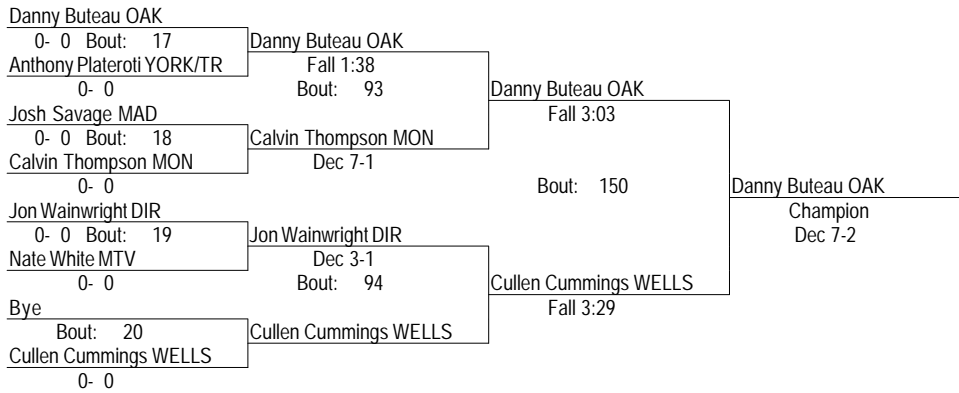 Danny Buteau OAK
0- 0 Bout: 17
Danny Buteau OAK
Anthony Plateroti YORK/TR
Fall 1:38
0- 0
Bout: 93
Danny Buteau OAK
Josh Savage MAD
Fall 3:03
0- 0 Bout: 18
Calvin Thompson MON
Calvin Thompson MON
Dec 7-1
0- 0
Bout: 150
Danny Buteau OAK
Jon Wainwright DIR
Champion
0- 0 Bout: 19
Jon Wainwright DIR
Dec 7-2
Nate White MTV
Dec 3-1
0- 0
Bout: 94
Cullen Cummings WELLS
Bye
Fall 3:29
Bout: 20
Cullen Cummings WELLS
Cullen Cummings WELLS
0- 0